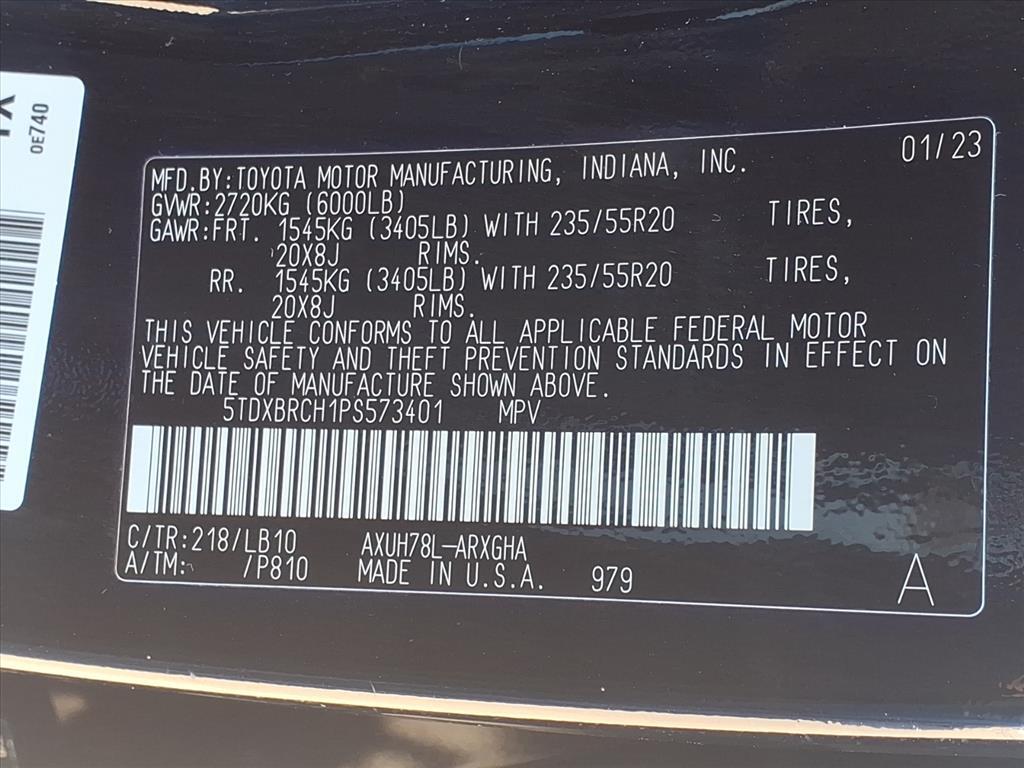 0E740
01/23
MFD.BY:TOYOTA MOTOR MANUFACTURING, INDIANA, INC.
GVWR:2720KG (6000LB)
GAWR:FRT. 1545KG (3405LB) WITH 235/55R20 TIRES,
20X8J RIMS.
RR. 1545KG (3405LB) WITH 235/55R20 TIRES,
20X8J RIMS.
THIS VEHICLE CONFORMS TO ALL APPLICABLE FEDERAL MOTOR
VEHICLE SAFETY AND THEFT PREVENTION STANDARDS IN EFFECT ON
THE DATE OF MANUFACTURE SHOWN ABOVE.
5TDXBRCH1PS573401 MPV
C/TR:218/LB10 AXUH78L-ARXGHA
A/TM: /P810 MADE IN U.S.A. 979
A